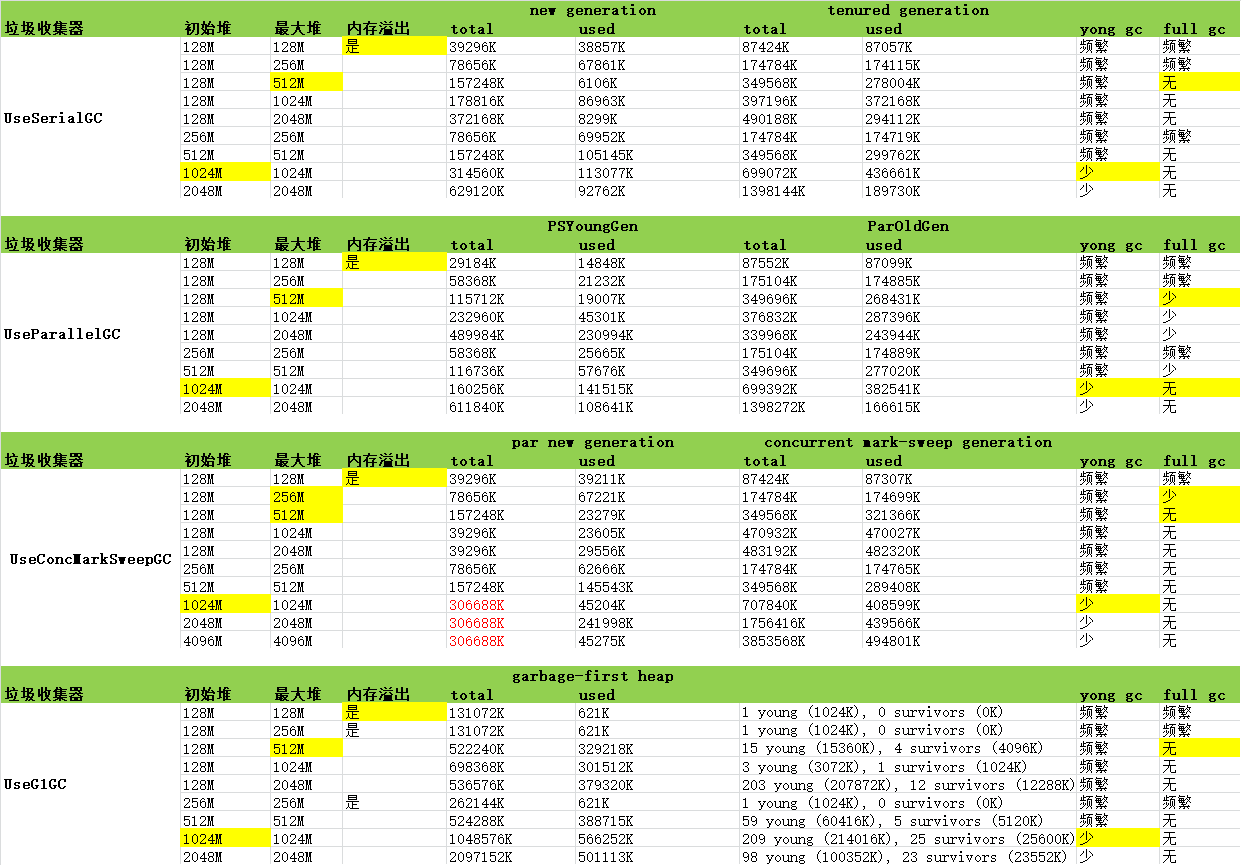 new generation tenured generation
垃圾收集器 初始堆 最大堆 内存溢出 total used total used yong gc full gc
128M 128M 是 39296K 38857K 87424K 87057K 频繁 频繁
128M 256M 78656K 67861K 174784K 174115K 频繁 频繁
128M 512M 157248K 6106K 349568K 278004K 频繁 无
128M 1024M 178816K 86963K 397196K 372168K 频繁 无
UseSerialGC 128M 2048M 372168K 8299K 490188K 294112K 频繁 无
256M 256M 78656K 69952K 174784K 174719K 频繁 频繁
512M 512M 157248K 105145K 349568K 299762K 频繁 无
1024M 1024M 314560K 113077K 699072K 436661K 少 无
2048M 2048M 629120K 92762K 1398144K 189730K 少 无
PSYoungGen ParOldGen
垃圾收集器 初始堆 最大堆 内存溢出 total used total used yong gc full gc
128M 128M 是 29184K 14848K 87552K 87099K 频繁 频繁
128M 256M 58368K 21232K 175104K 174885K 频繁 频繁
128M 512M 115712K 19007K 349696K 268431K 频繁 少
128M 1024M 232960K 45301K 376832K 287396K 频繁 少
UseParallelGC 128M 2048M 489984K 230994K 339968K 243944K 频繁 少
256M 256M 58368K 25665K 175104K 174889K 频繁 频繁
512M 512M 116736K 57676K 349696K 277020K 频繁 少
1024M 1024M 160256K 141515K 699392K 382541K 少 无
2048M 2048M 611840K 108641K 1398272K 166615K 少 无
par new generation concurrent mark-sweep generation
垃圾收集器 初始堆 最大堆 内存溢出 total used total used yong gc full gc
128M 128M 是 39296K 39211K 87424K 87307K 频繁 频繁
128M 256M 78656K 67221K 174784K 174699K 频繁 少
128M 512M 157248K 23279K 349568K 321366K 频繁 无
128M 1024M 39296K 23605K 470932K 470027K 频繁 无
UseConcMarkSweepGC 128M 2048M 39296K 29556K 483192K 482320K 频繁 无
256M 256M 78656K 62666K 174784K 174765K 频繁 无
512M 512M 157248K 145543K 349568K 289408K 频繁 无
1024M 1024M 306688K 45204K 707840K 408599K 少 无
2048M 2048M 306688K 241998K 1756416K 439566K 少 无
4096M 4096M 306688K 45275K 3853568K 494801K 少 无
garbage-first heap
垃圾收集器 初始堆 最大堆 内存溢出 total used yong gc full gc
128M 128M 是 131072K 621K 1 young (1024K), 0 survivors (0K) 频繁 频繁
128M 256M 是 131072K 621K 1 young (1024K), 0 survivors (0K) 频繁 频繁
128M 512M 522240K 329218K 15 young (15360K), 4 survivors (4096K) 频繁 无
128M 1024M 698368K 301512K 3 young (3072K), 1 survivors (1024K) 频繁 无
UseG1GC 128M 2048M 536576K 379320K 203 young (207872K), 12 survivors (12288K) 频繁 无
256M 256M 是 262144K 621K 1 young (1024K), 0 survivors (0K) 频繁 频繁
512M 512M 524288K 388715K 59 young (60416K), 5 survivors (5120K) 频繁 无
1024M 1024M 1048576K 566252K 209 young (214016K), 25 survivors (25600K) 少 无
2048M 2048M 2097152K 501113K 98 young (100352K), 23 survivors (23552K) 少 无